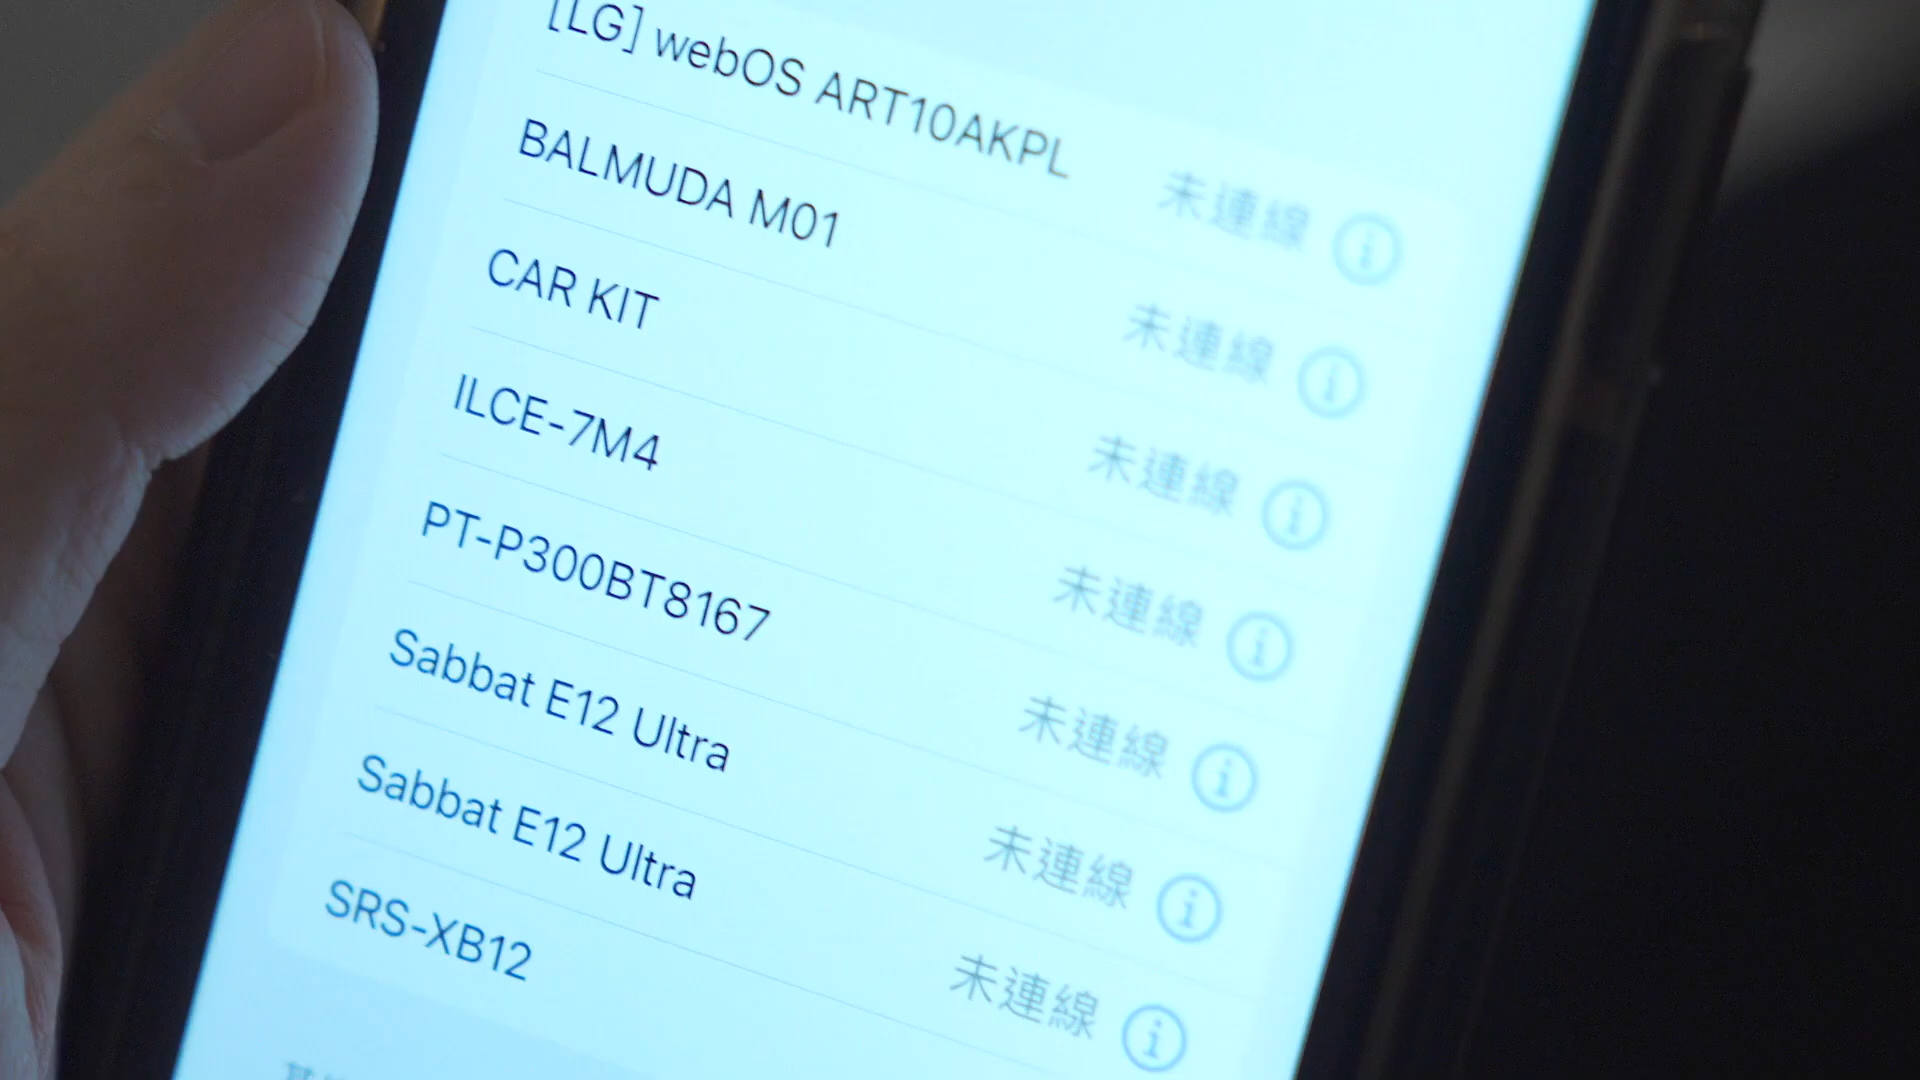 [LG] webOS ART10AKPL 未連線
BALMUDA M01 未連線
CAR KIT 未連線
ILCE-7M4 未連線
PT-P300BT8167 未連線
Sabbat E12 Ultra 未連線
Sabbat E12 Ultra 未連線
SRS-XB12